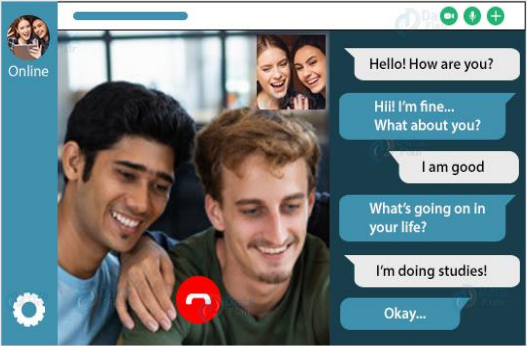 Online
Hello! How are you?
Hii! I'm fine...
What about you?
I am good
What's going on in
your life?
I'm doing studies!
Okay...